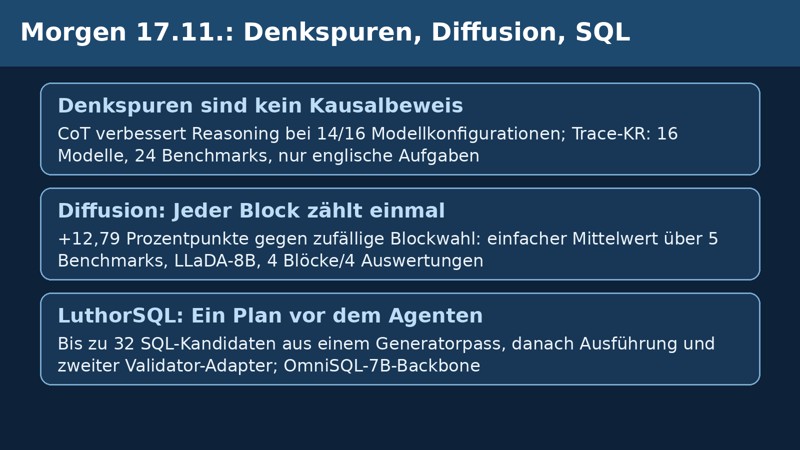 Morgen 17.11.: Denkspuren, Diffusion, SQL
Denkspuren sind kein Kausalbeweis
CoT verbessert Reasoning bei 14/16 Modellkonfigurationen; Trace-KR: 16
Modelle, 24 Benchmarks, nur englische Aufgaben
Diffusion: Jeder Block zählt einmal
+12,79 Prozentpunkte gegen zufällige Blockwahl: einfacher Mittelwert über 5
Benchmarks, LLaDA-8B, 4 Blöcke/4 Auswertungen
LuthorSQL: Ein Plan vor dem Agenten
Bis zu 32 SQL-Kandidaten aus einem Generatorpass, danach Ausführung und
zweiter Validator-Adapter; OmniSQL-7B-Backbone